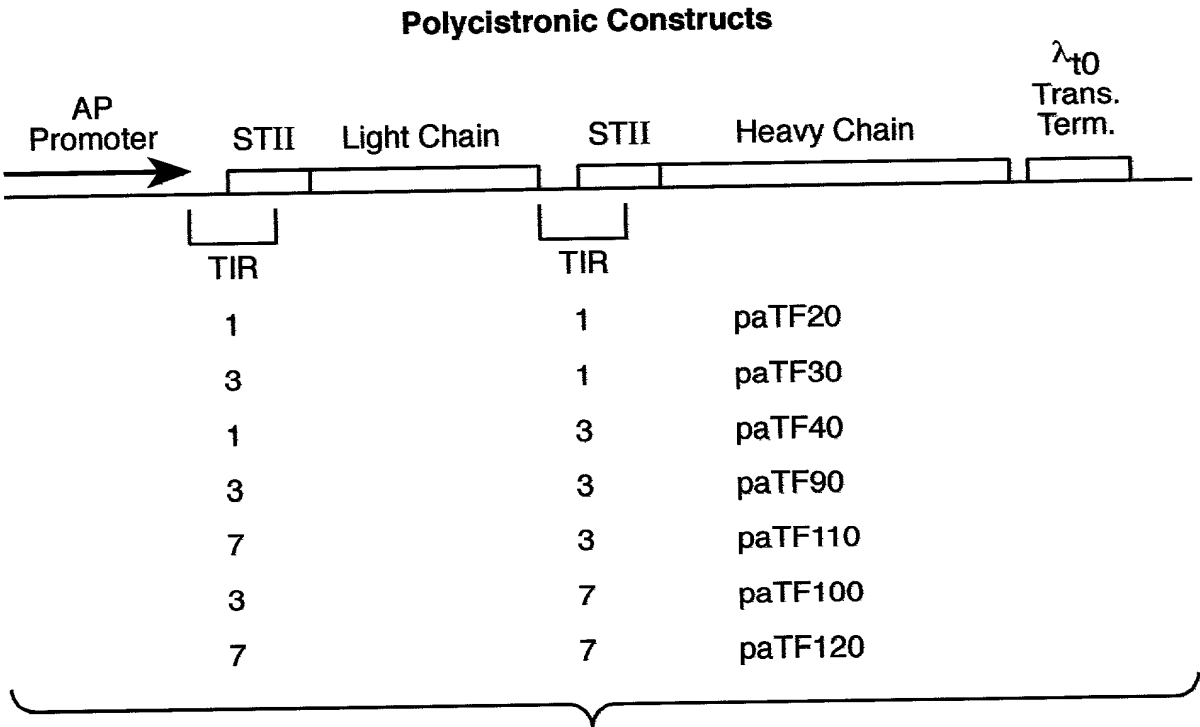 Polycistronic Constructs
λt0
Trans.
Term.
AP
Promoter
STII
Light Chain
STII
Heavy Chain
TIR
TIR
1 1 paTF20
3 1 paTF30
1 3 paTF40
3 3 paTF90
7 3 paTF110
3 7 paTF100
7 7 paTF120